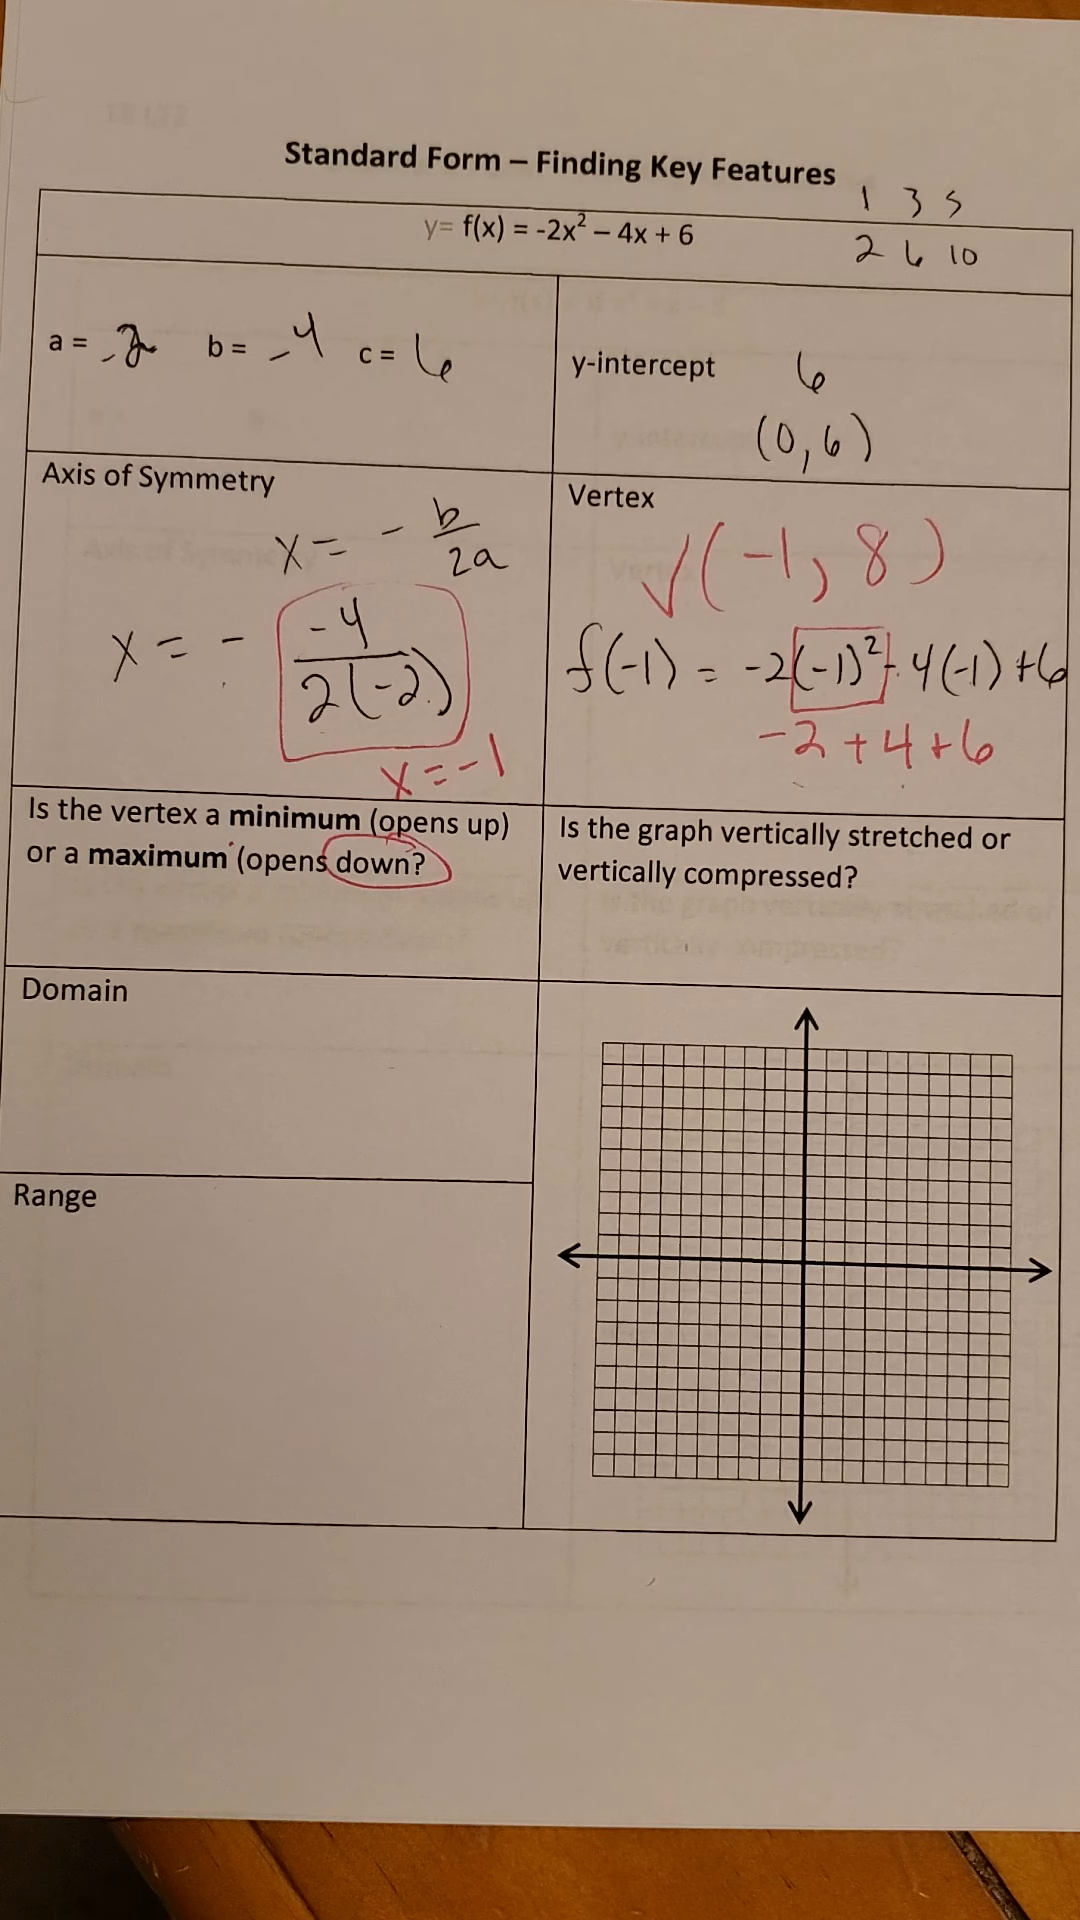 Standard Form – Finding Key Features
1 3 5
y= f(x) = -2x² – 4x + 6
2 6 10
a = -2 b = -4 c = 6
y-intercept 6
(0,6)
Axis of Symmetry
x = - b/2a
x = - -4/2(-2)
x = -1
Vertex
V(-1, 8)
f(-1) = -2(-1)² - 4(-1) + 6
-2 + 4 + 6
Is the vertex a minimum (opens up)
or a maximum (opens down?
Is the graph vertically stretched or
vertically compressed?
Domain
Range